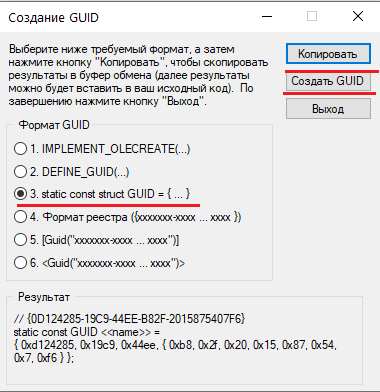 Создание GUID
Выберите ниже требуемый формат, а затем
нажмите кнопку "Копировать", чтобы скопировать
результаты в буфер обмена (далее результаты
можно будет вставить в ваш исходный код). По
завершению нажмите кнопку "Выход".
Копировать
Создать GUID
Выход
Формат GUID
1. IMPLEMENT_OLECREATE(...)
2. DEFINE_GUID(...)
3. static const struct GUID = { ... }
4. Формат реестра ({xxxxxxx-xxxx ... xxxx })
5. [Guid("xxxxxxx-xxxx ... xxxx")]
6. <Guid("xxxxxxx-xxxx ... xxxx")>
Результат
// {0D124285-19C9-44EE-B82F-2015875407F6}
static const GUID <<name>> =
{ 0xd124285, 0x19c9, 0x44ee, { 0xb8, 0x2f, 0x20, 0x15, 0x87, 0x54,
0x7, 0xf6 } };